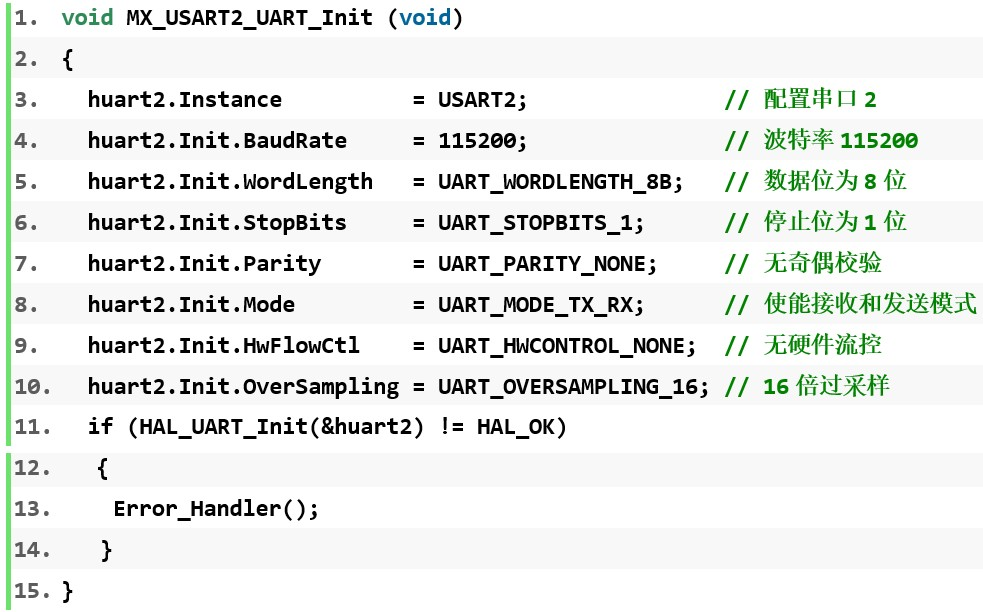 1. void MX_USART2_UART_Init (void)
2. {
3. huart2.Instance = USART2; // 配置串口 2
4. huart2.Init.BaudRate = 115200; // 波特率 115200
5. huart2.Init.WordLength = UART_WORDLENGTH_8B; // 数据位为 8 位
6. huart2.Init.StopBits = UART_STOPBITS_1; // 停止位为 1 位
7. huart2.Init.Parity = UART_PARITY_NONE; // 无奇偶校验
8. huart2.Init.Mode = UART_MODE_TX_RX; // 使能接收和发送模式
9. huart2.Init.HwFlowCtl = UART_HWCONTROL_NONE; // 无硬件流控
10. huart2.Init.OverSampling = UART_OVERSAMPLING_16; // 16 倍过采样
11. if (HAL_UART_Init(&huart2) != HAL_OK)
12. {
13. Error_Handler();
14. }
15. }